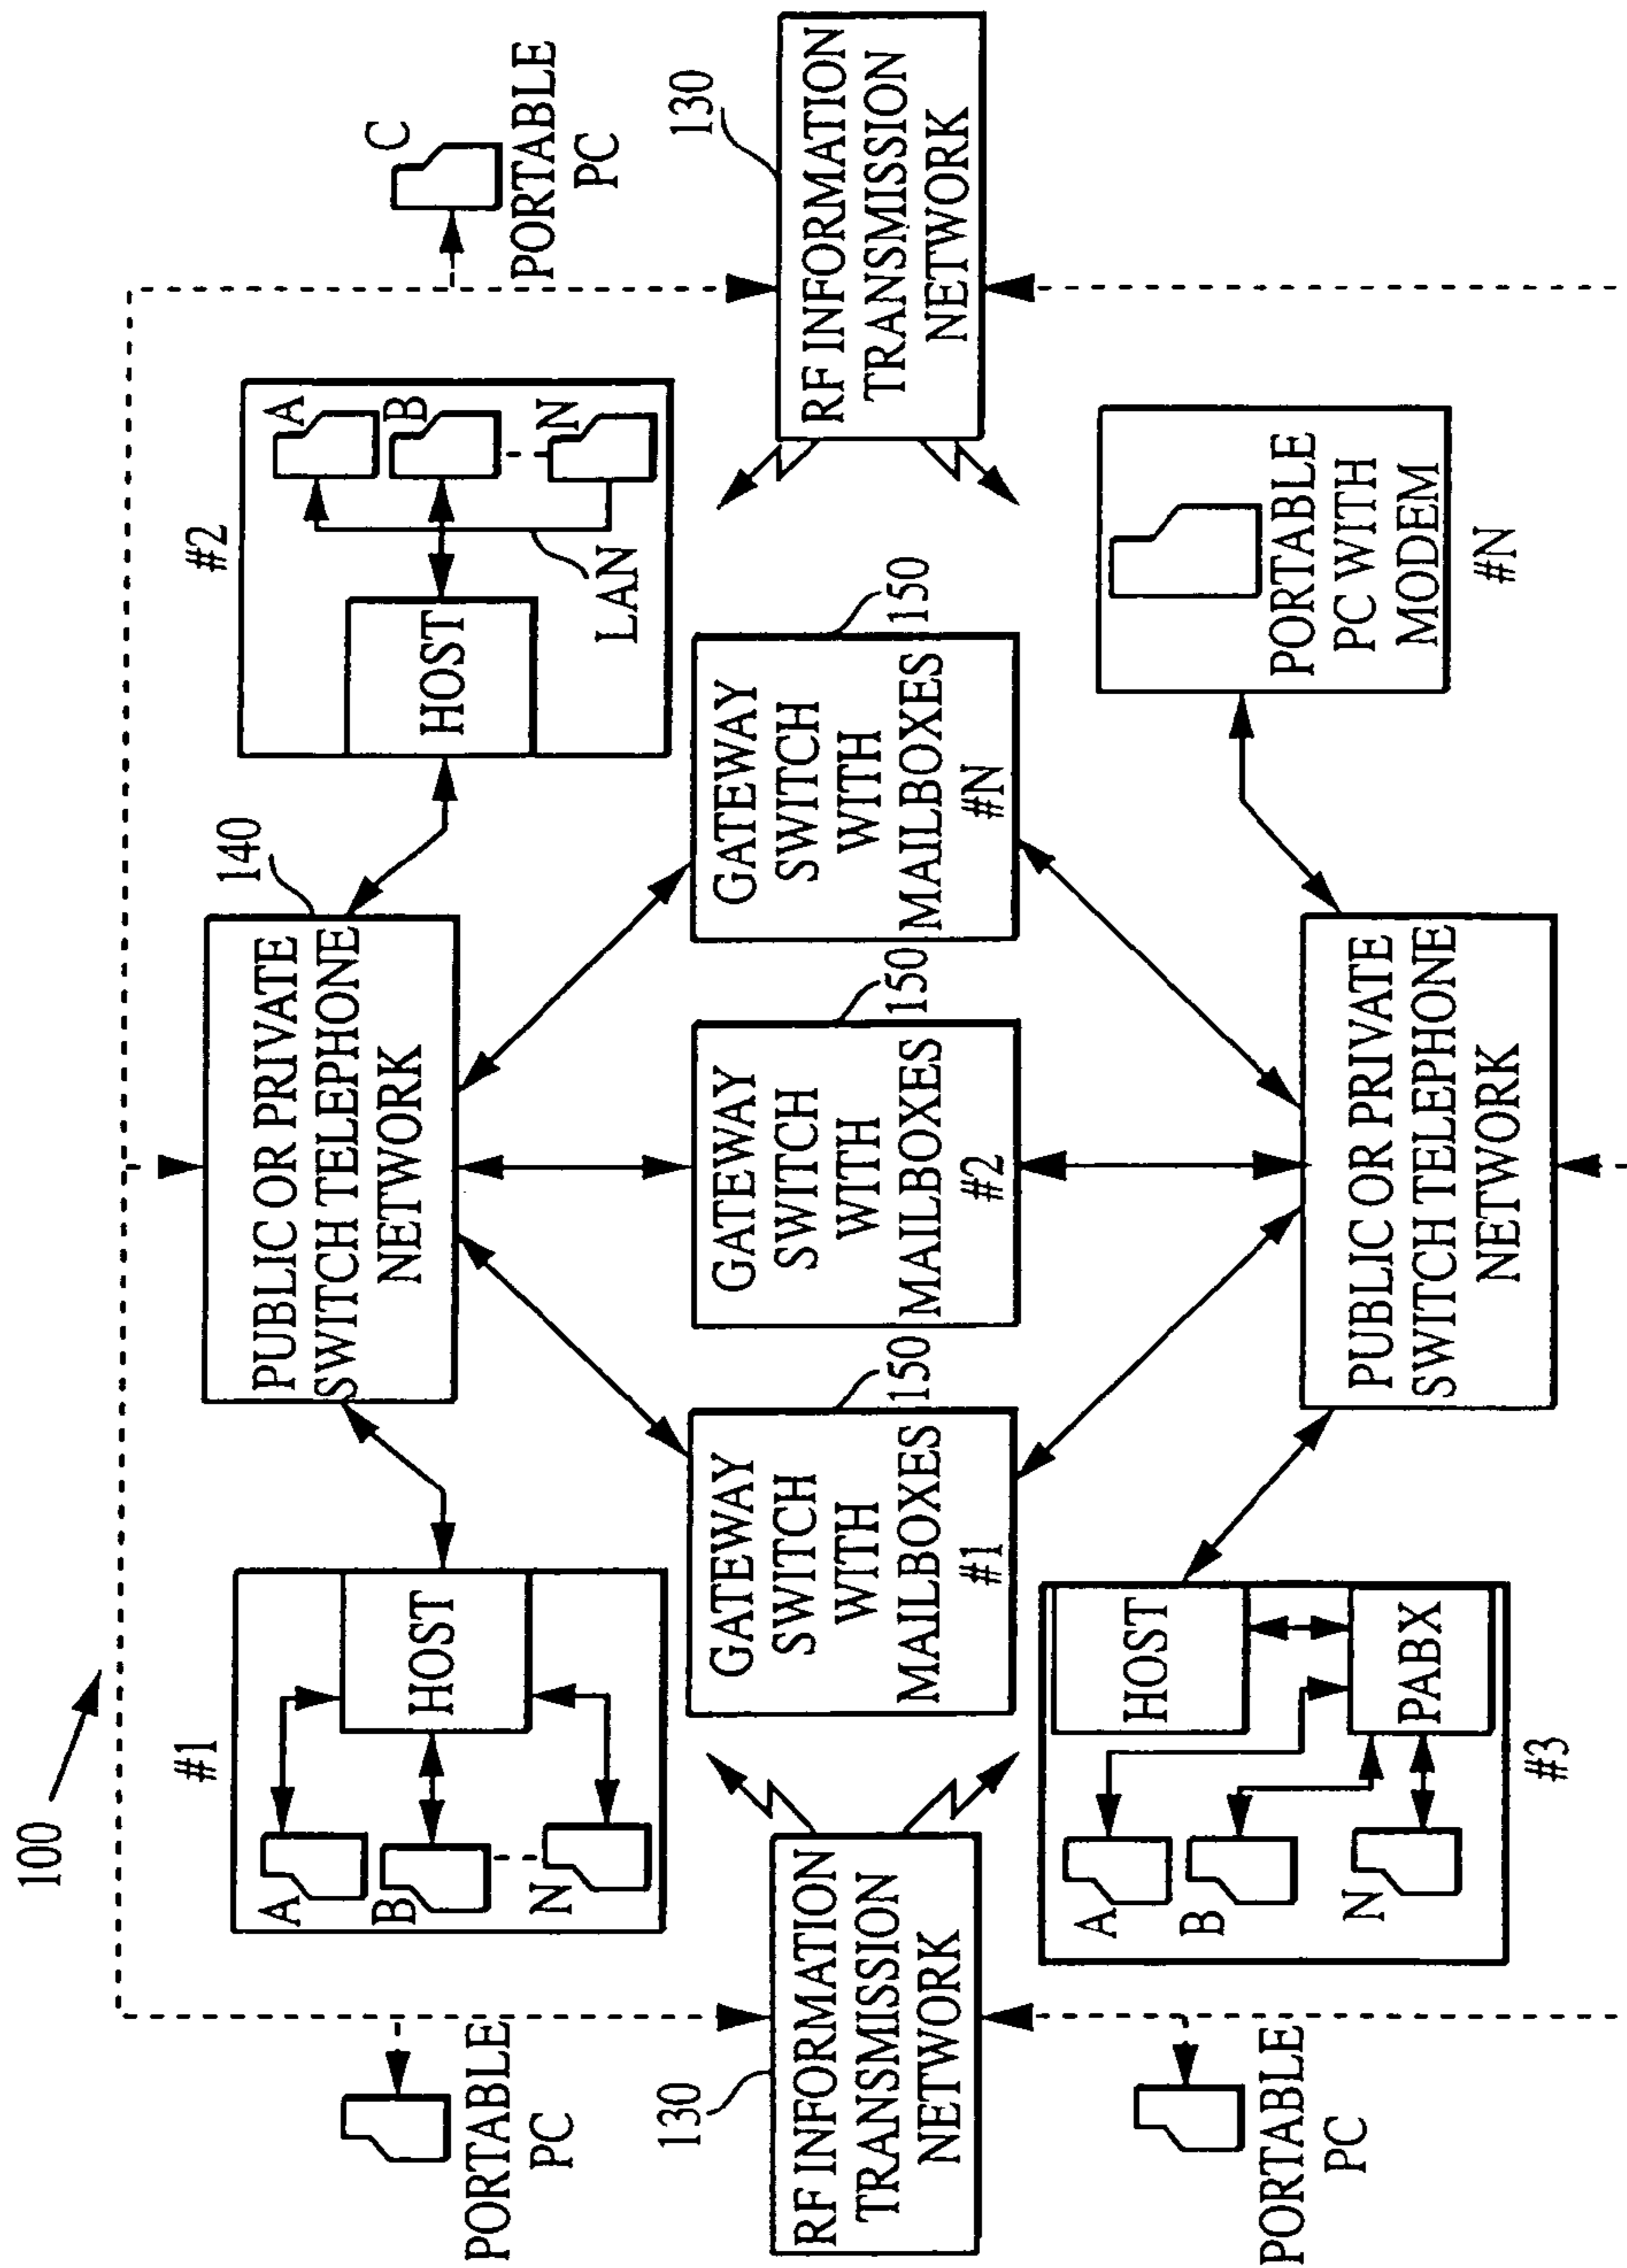 100
PORTABLE
PC
C
PORTABLE
PC
#1
A
B
N
HOST
PUBLIC OR PRIVATE
SWITCH TELEPHONE
NETWORK
140
#2
HOST
LAN
A
B
N
130
RF INFORMATION
TRANSMISSION
NETWORK
GATEWAY
SWITCH
WITH
MAILBOXES
#1
150
GATEWAY
SWITCH
WITH
MAILBOXES
#2
150
GATEWAY
SWITCH
WITH
MAILBOXES
#N
150
130
RF INFORMATION
TRANSMISSION
NETWORK
PORTABLE
PC
A
B
N
HOST
PABX
#3
PUBLIC OR PRIVATE
SWITCH TELEPHONE
NETWORK
PORTABLE
PC WITH
MODEM
#N